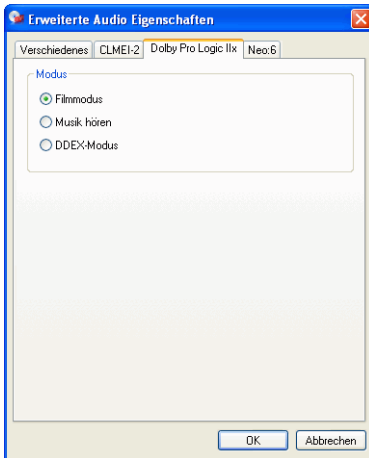 Erweiterte Audio Eigenschaften
Verschiedenes CLMEI-2 Dolby Pro Logic IIx Neo:6
Modus
Filmmodus
Musik hören
DDEX-Modus
OK Abbrechen